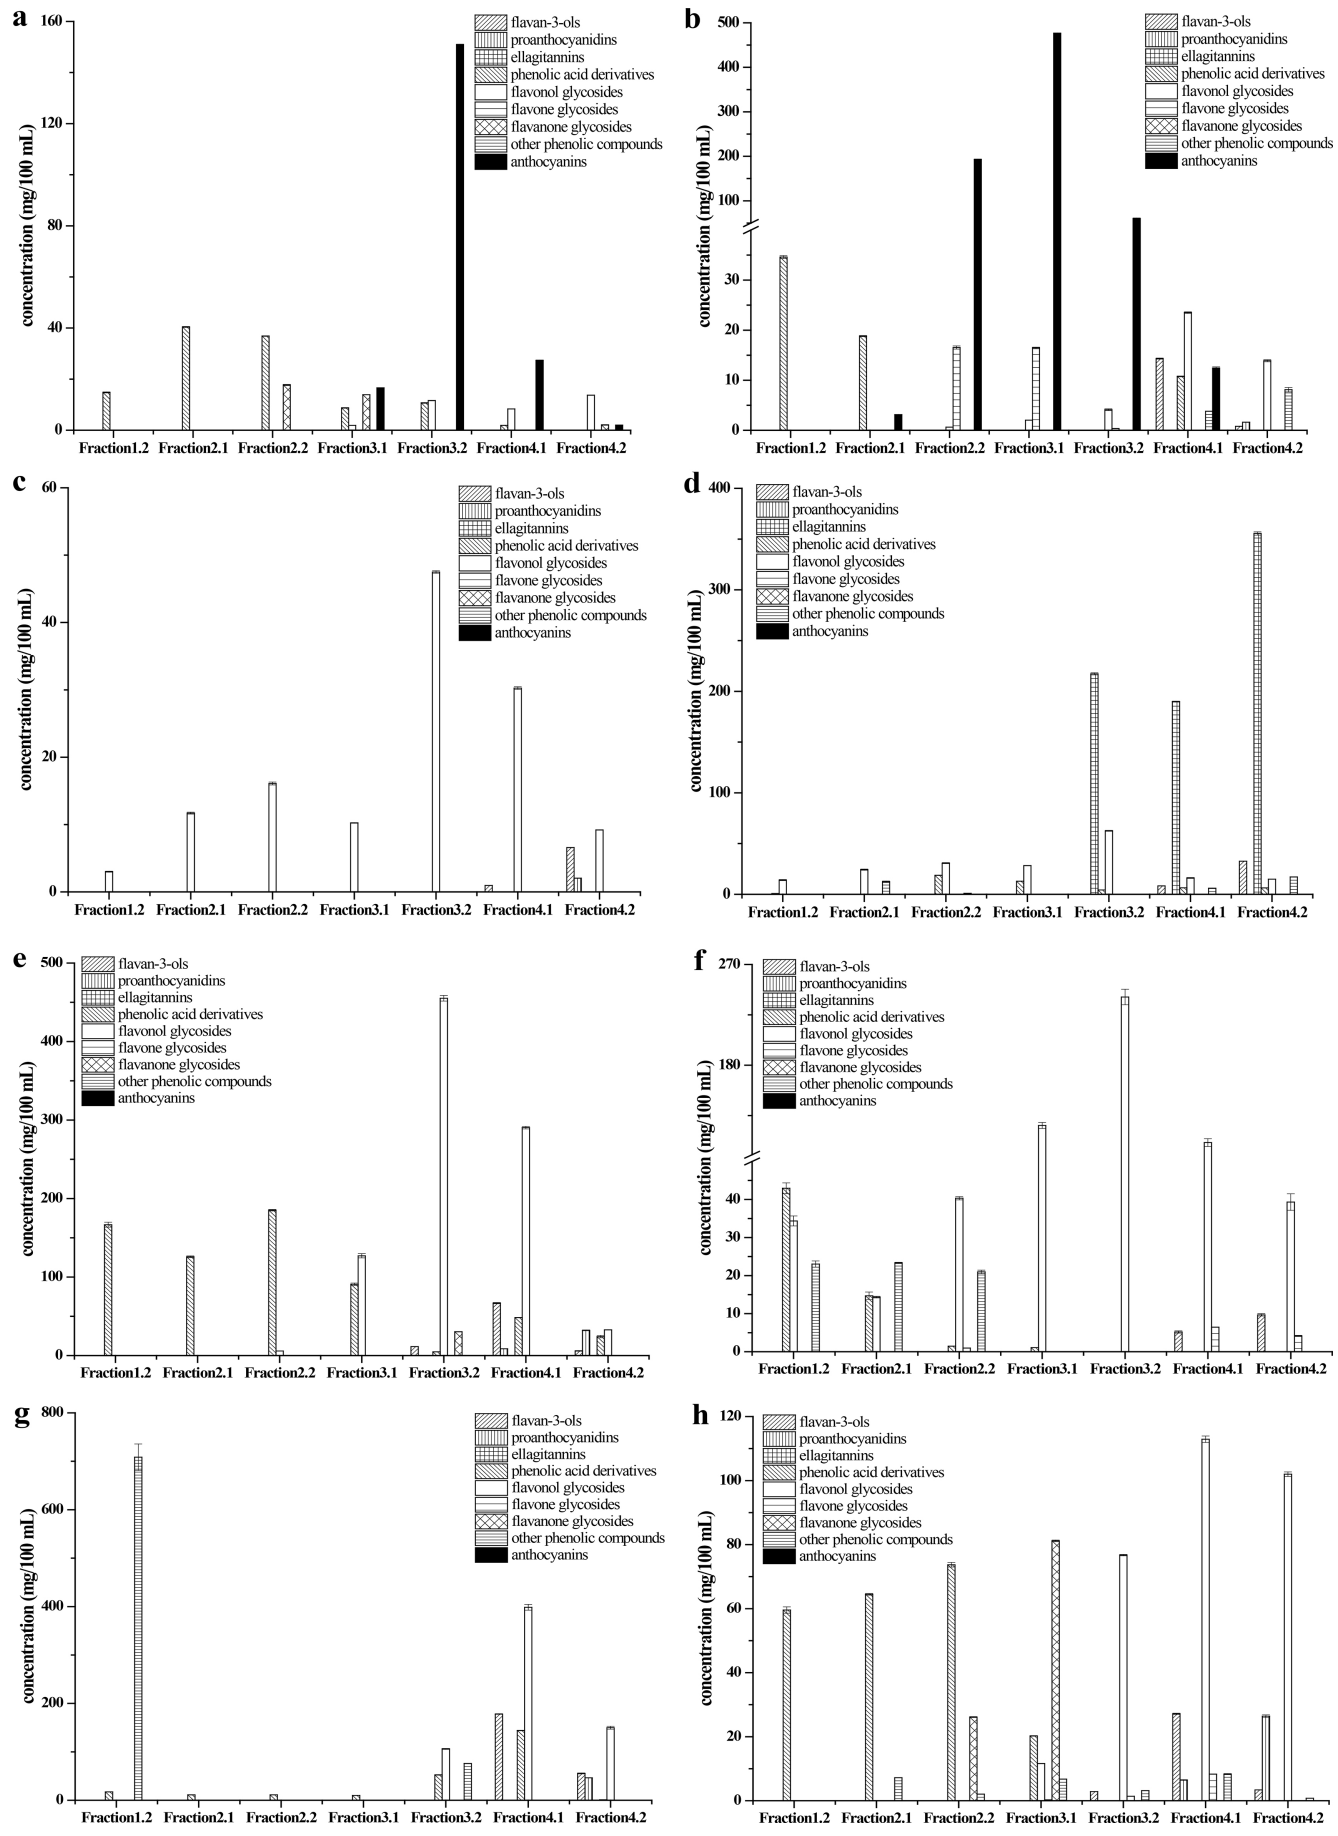 a
160
120
80
40
0
concentration (mg/100 mL)
flavan-3-ols
proanthocyanidins
ellagitannins
phenolic acid derivatives
flavonol glycosides
flavone glycosides
flavanone glycosides
other phenolic compounds
anthocyanins
Fraction1.2 Fraction2.1 Fraction2.2 Fraction3.1 Fraction3.2 Fraction4.1 Fraction4.2
b
500
400
300
200
100
30
20
10
0
concentration (mg/100 mL)
flavan-3-ols
proanthocyanidins
ellagitannins
phenolic acid derivatives
flavonol glycosides
flavone glycosides
flavanone glycosides
other phenolic compounds
anthocyanins
Fraction1.2 Fraction2.1 Fraction2.2 Fraction3.1 Fraction3.2 Fraction4.1 Fraction4.2
c
60
40
20
0
concentration (mg/100 mL)
flavan-3-ols
proanthocyanidins
ellagitannins
phenolic acid derivatives
flavonol glycosides
flavone glycosides
flavanone glycosides
other phenolic compounds
anthocyanins
Fraction1.2 Fraction2.1 Fraction2.2 Fraction3.1 Fraction3.2 Fraction4.1 Fraction4.2
d
400
300
200
100
0
concentration (mg/100 mL)
flavan-3-ols
proanthocyanidins
ellagitannins
phenolic acid derivatives
flavonol glycosides
flavone glycosides
flavanone glycosides
other phenolic compounds
anthocyanins
Fraction1.2 Fraction2.1 Fraction2.2 Fraction3.1 Fraction3.2 Fraction4.1 Fraction4.2
e
500
400
300
200
100
0
concentration (mg/100 mL)
flavan-3-ols
proanthocyanidins
ellagitannins
phenolic acid derivatives
flavonol glycosides
flavone glycosides
flavanone glycosides
other phenolic compounds
anthocyanins
Fraction1.2 Fraction2.1 Fraction2.2 Fraction3.1 Fraction3.2 Fraction4.1 Fraction4.2
f
270
180
40
30
20
10
0
concentration (mg/100 mL)
flavan-3-ols
proanthocyanidins
ellagitannins
phenolic acid derivatives
flavonol glycosides
flavone glycosides
flavanone glycosides
other phenolic compounds
anthocyanins
Fraction1.2 Fraction2.1 Fraction2.2 Fraction3.1 Fraction3.2 Fraction4.1 Fraction4.2
g
800
600
400
200
0
concentration (mg/100 mL)
flavan-3-ols
proanthocyanidins
ellagitannins
phenolic acid derivatives
flavonol glycosides
flavone glycosides
flavanone glycosides
other phenolic compounds
anthocyanins
Fraction1.2 Fraction2.1 Fraction2.2 Fraction3.1 Fraction3.2 Fraction4.1 Fraction4.2
h
120
100
80
60
40
20
0
concentration (mg/100 mL)
flavan-3-ols
proanthocyanidins
ellagitannins
phenolic acid derivatives
flavonol glycosides
flavone glycosides
flavanone glycosides
other phenolic compounds
anthocyanins
Fraction1.2 Fraction2.1 Fraction2.2 Fraction3.1 Fraction3.2 Fraction4.1 Fraction4.2